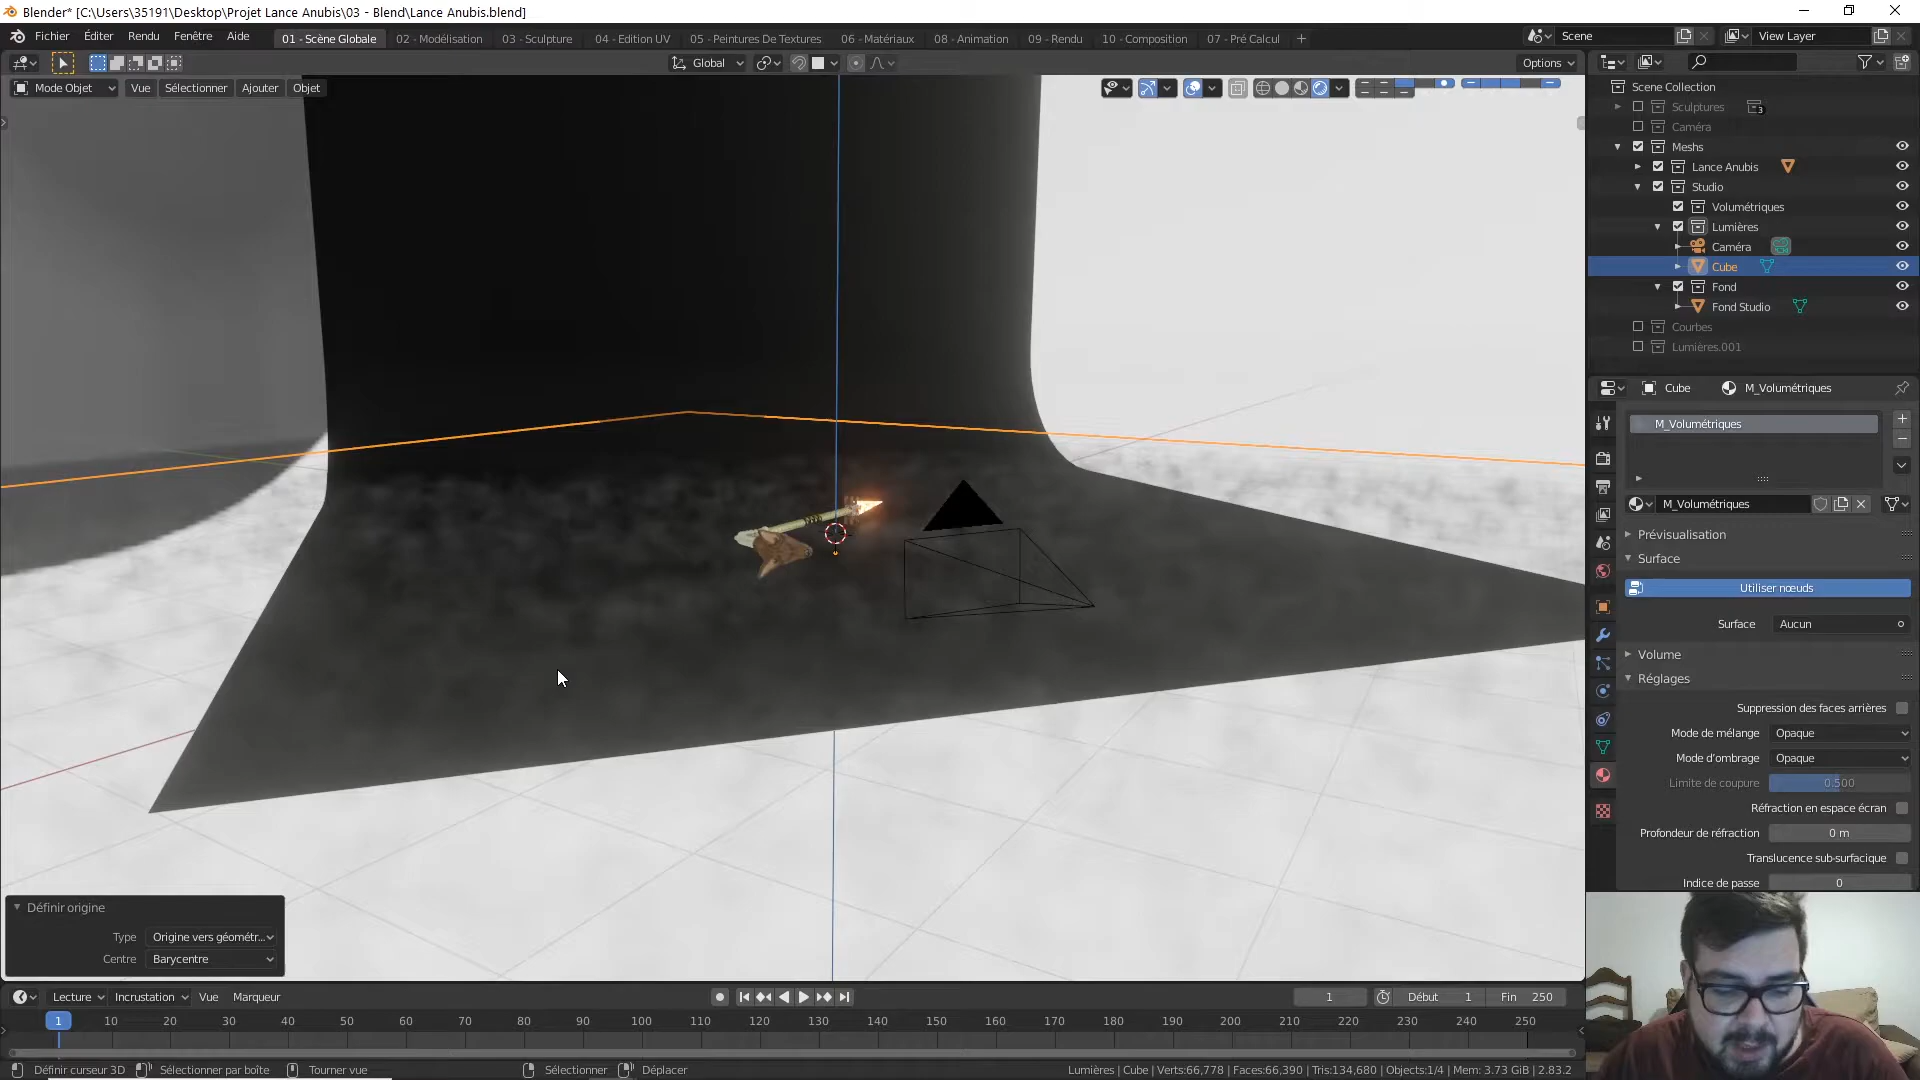 Blender* [C:\Users\35191\Desktop\Projet Lance Anubis\03 - Blend\Lance Anubis.blend]
Fichier Éditer Rendu Fenêtre Aide 01 - Scène Globale 02 - Modélisation 03 - Sculpture 04 - Edition UV 05 - Peintures De Textures 06 - Matériaux 08 - Animation 09 - Rendu 10 - Composition 07 - Pré Calcul + Scene View Layer
Global Options
Mode Objet Vue Sélectionner Ajouter Objet
Scene Collection
Sculptures 3
Caméra
Meshs
Lance Anubis
Studio
Volumétriques
Lumières
Caméra
Cube
Fond
Fond Studio
Courbes
Lumières.001
Cube M_Volumétriques
M_Volumétriques
M_Volumétriques
Prévisualisation
Surface
Utiliser nœuds
Surface Aucun
Volume
Réglages
Suppression des faces arrières
Mode de mélange Opaque
Mode d'ombrage Opaque
Limite de coupure 0.500
Réfraction en espace écran
Profondeur de réfraction 0 m
Translucence sub-surfacique
Indice de passe 0
Définir origine
Type Origine vers géométr...
Centre Barycentre
Lecture Incrustation Vue Marqueur 1 Début 1 Fin 250
1 10 20 30 40 50 60 70 80 90 100 110 120 130 140 150 160 170 180 190 200 210 220 230 240 250
Définir curseur 3D Sélectionner par boîte Tourner vue Sélectionner Déplacer Lumières | Cube | Verts:66,778 | Faces:66,390 | Tris:134,680 | Objects:1/4 | Mem: 3.73 GiB | 2.83.2